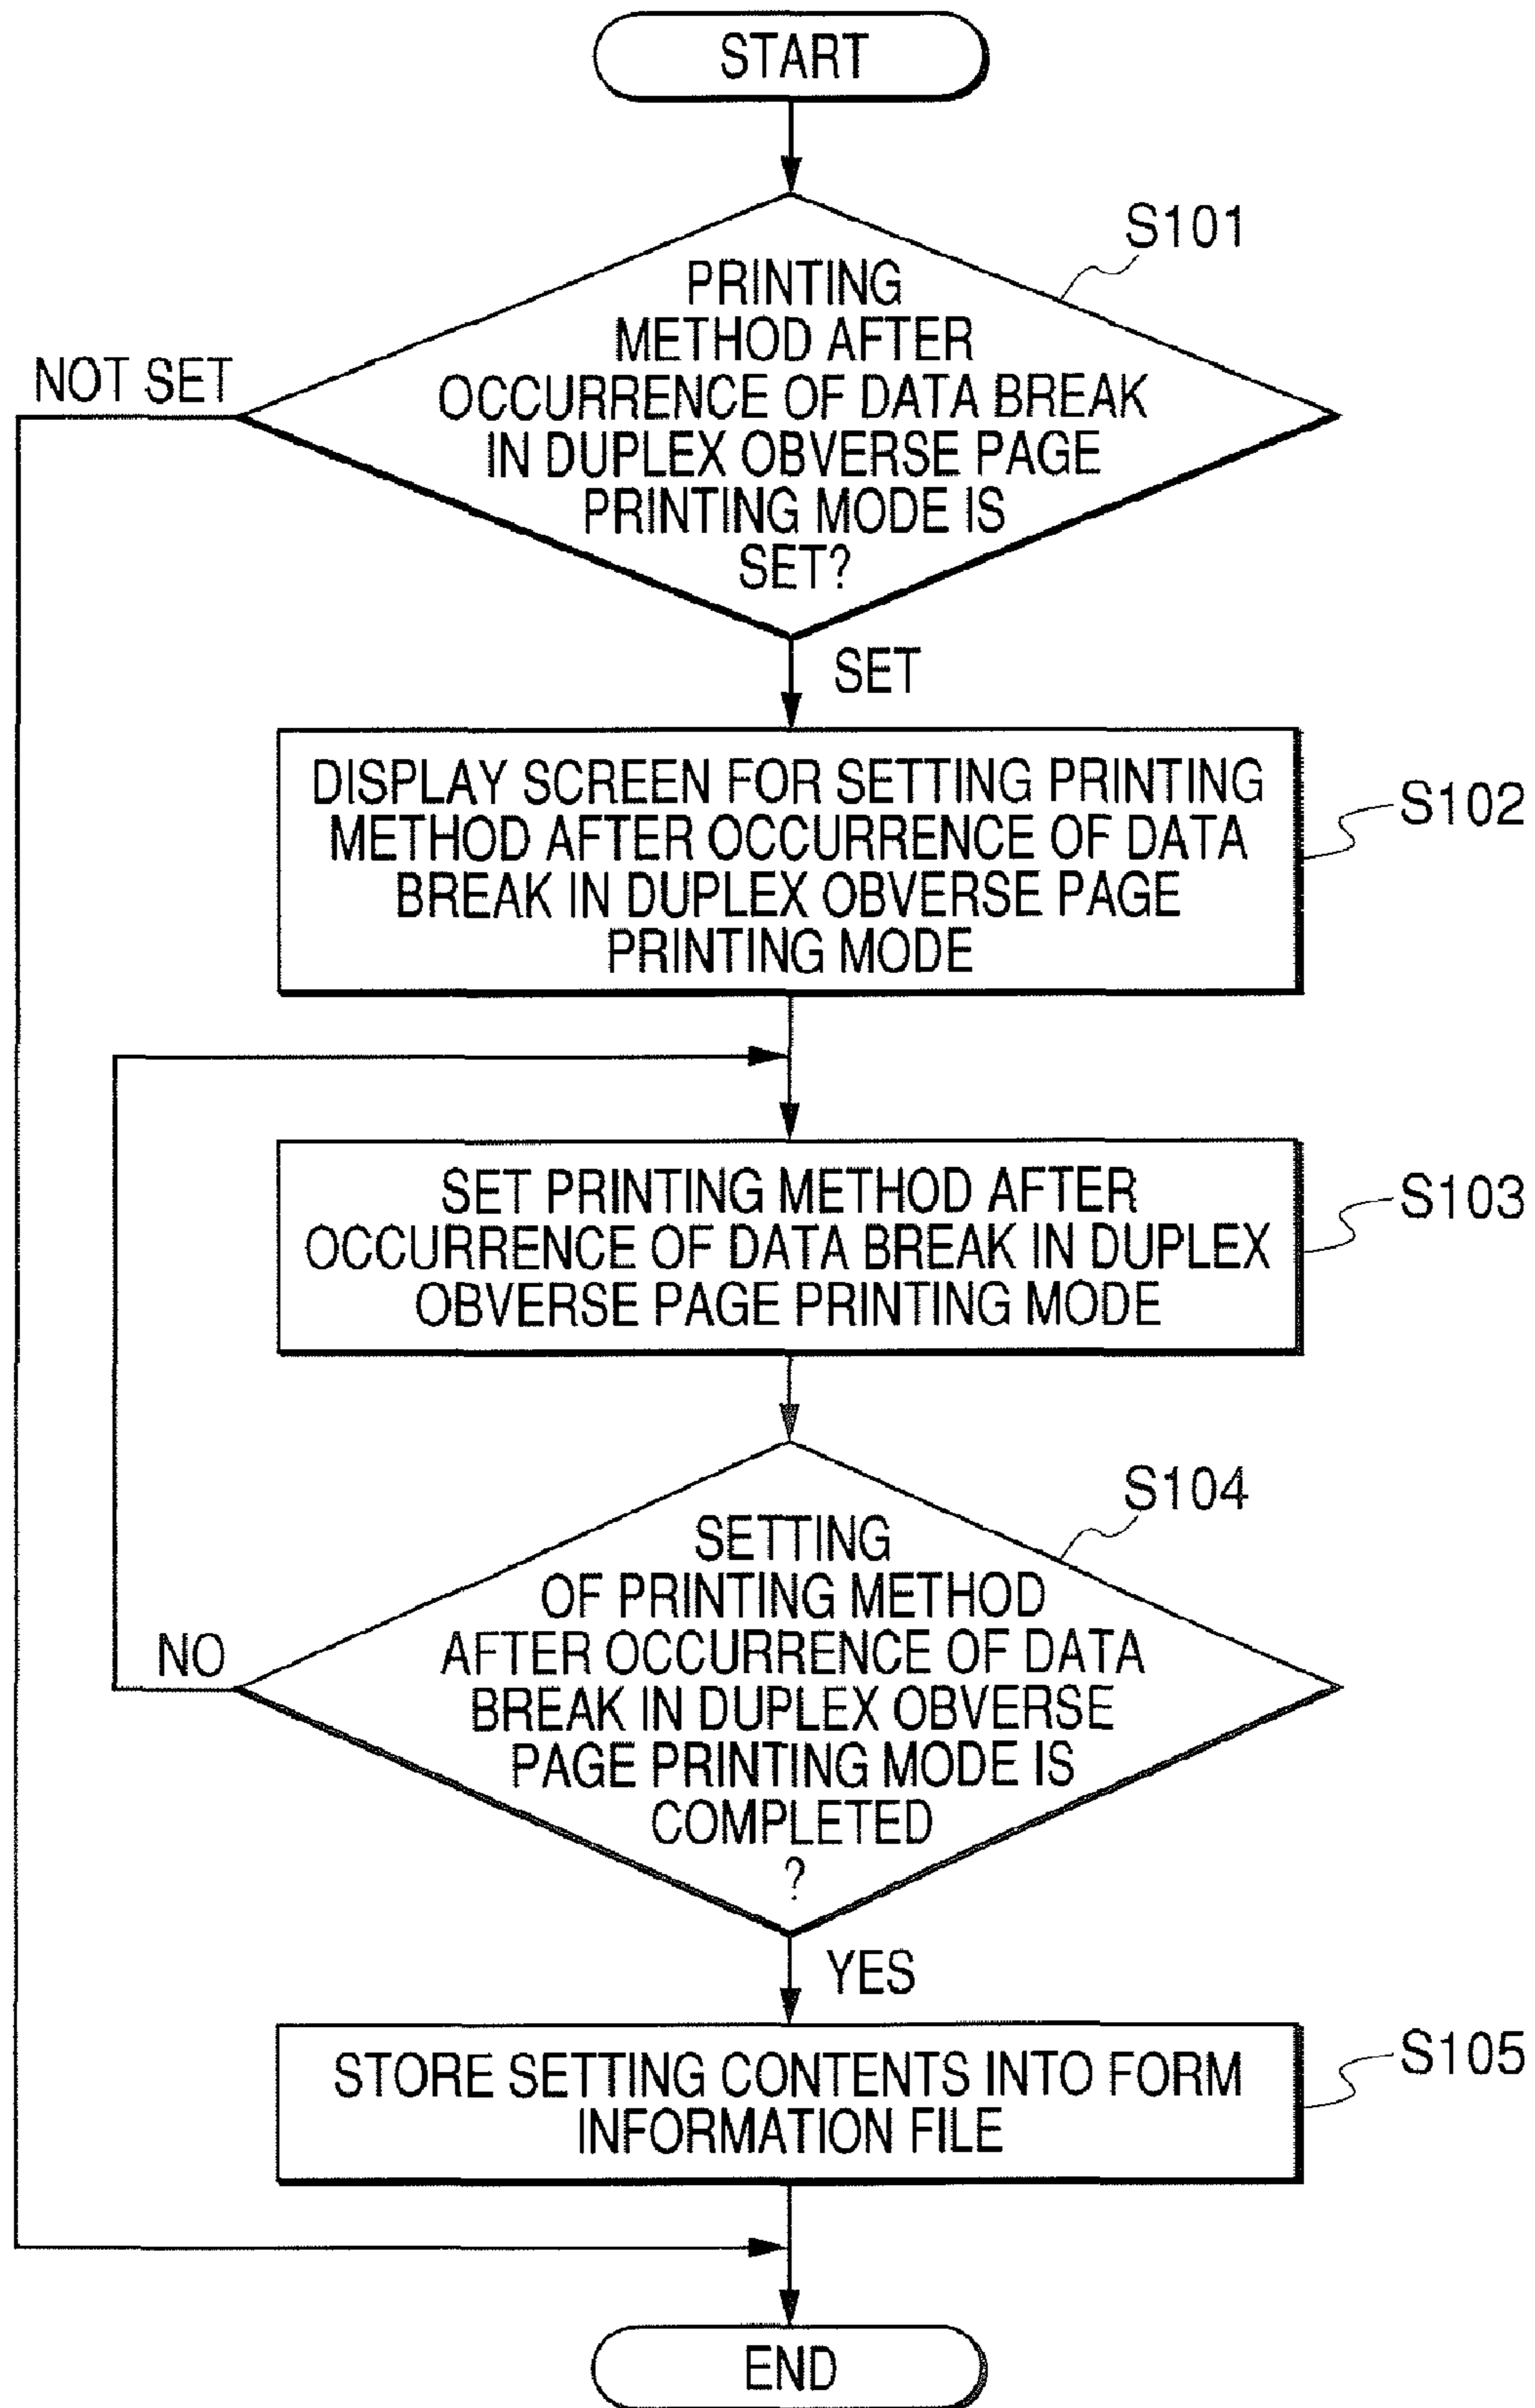 START
S101
PRINTING
METHOD AFTER
OCCURRENCE OF DATA BREAK
IN DUPLEX OBVERSE PAGE
PRINTING MODE IS
SET?
NOT SET
SET
DISPLAY SCREEN FOR SETTING PRINTING
METHOD AFTER OCCURRENCE OF DATA
BREAK IN DUPLEX OBVERSE PAGE
PRINTING MODE
S102
SET PRINTING METHOD AFTER
OCCURRENCE OF DATA BREAK IN DUPLEX
OBVERSE PAGE PRINTING MODE
S103
S104
SETTING
OF PRINTING METHOD
AFTER OCCURRENCE OF DATA
BREAK IN DUPLEX OBVERSE
PAGE PRINTING MODE IS
COMPLETED
?
NO
YES
STORE SETTING CONTENTS INTO FORM
INFORMATION FILE
S105
END